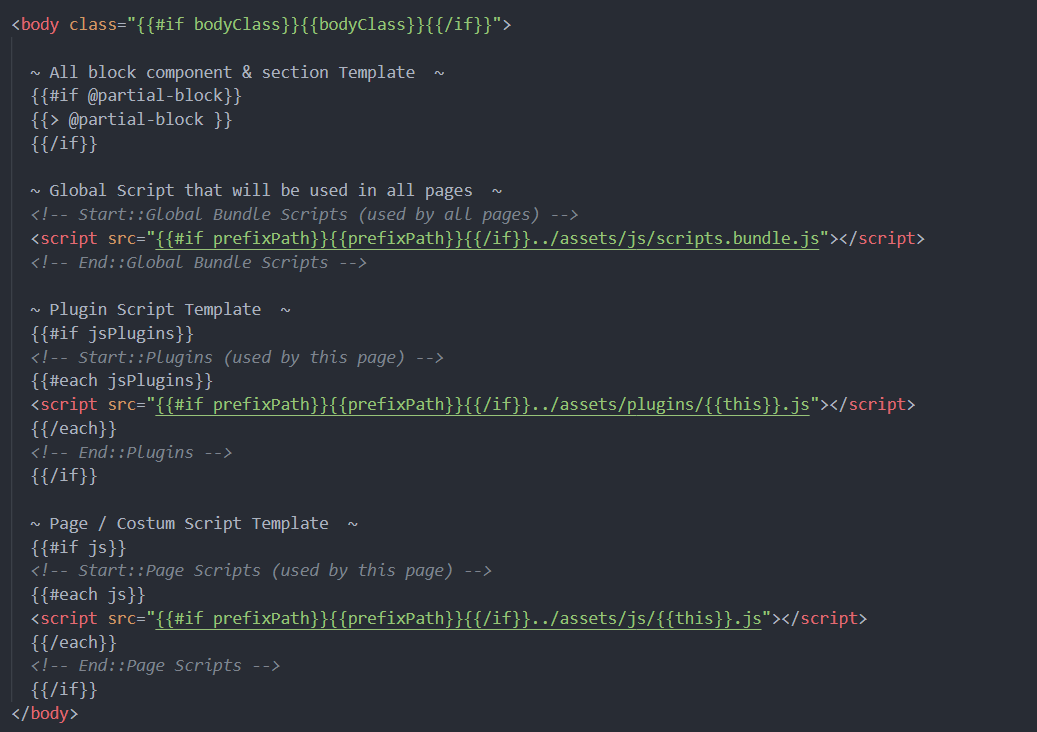 <body class="{{#if bodyClass}}{{bodyClass}}{{/if}}">
~ All block component & section Template  ~
{{#if @partial-block}}
{{> @partial-block }}
{{/if}}
~ Global Script that will be used in all pages  ~
<!-- Start::Global Bundle Scripts (used by all pages) -->
<script src="{{#if prefixPath}}{{prefixPath}}{{/if}}../assets/js/scripts.bundle.js"></script>
<!-- End::Global Bundle Scripts -->
~ Plugin Script Template  ~
{{#if jsPlugins}}
<!-- Start::Plugins (used by this page) -->
{{#each jsPlugins}}
<script src="{{#if prefixPath}}{{prefixPath}}{{/if}}../assets/plugins/{{this}}.js"></script>
{{/each}}
<!-- End::Plugins -->
{{/if}}
~ Page / Costum Script Template  ~
{{#if js}}
<!-- Start::Page Scripts (used by this page) -->
{{#each js}}
<script src="{{#if prefixPath}}{{prefixPath}}{{/if}}../assets/js/{{this}}.js"></script>
{{/each}}
<!-- End::Page Scripts -->
{{/if}}
</body>